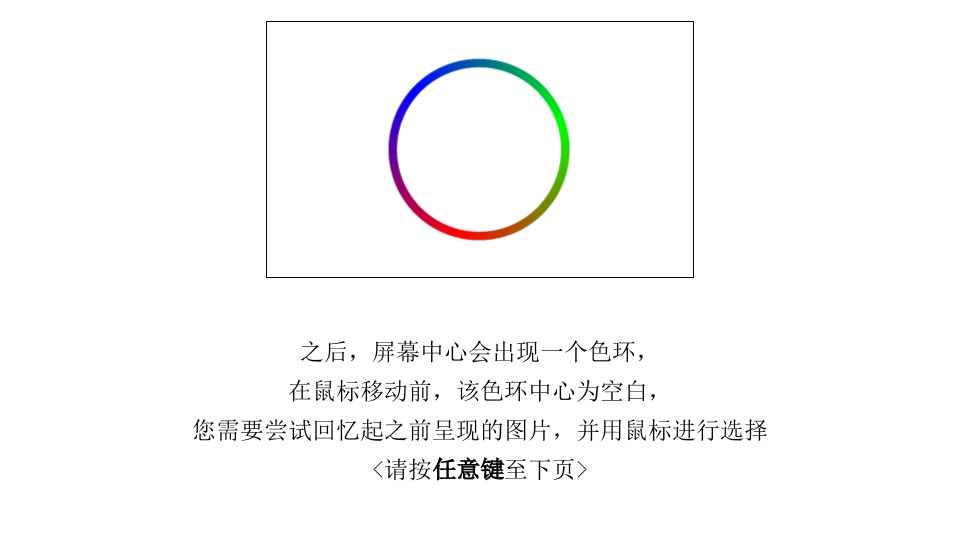 之后，屏幕中心会出现一个色环，
在鼠标移动前，该色环中心为空白，
您需要尝试回忆起之前呈现的图片，并用鼠标进行选择
<请按任意键至下页>